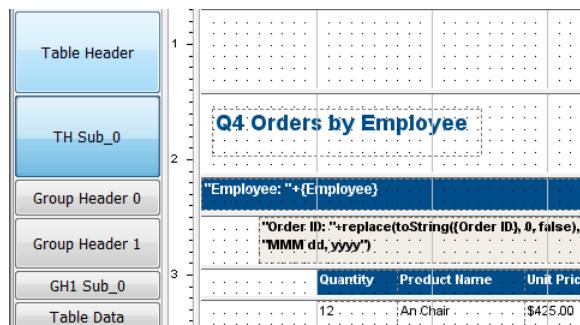 Table Header
1
TH Sub_0
Q4 Orders by Employee
2
Group Header 0
"Employee: "+{Employee}
Group Header 1
"Order ID: "+replace(toString({Order ID}, 0, false),
"MMM dd, yyyy")
3
GH1 Sub_0
Quantity Product Name Unit Pric
Table Data
12 An Chair $425.00